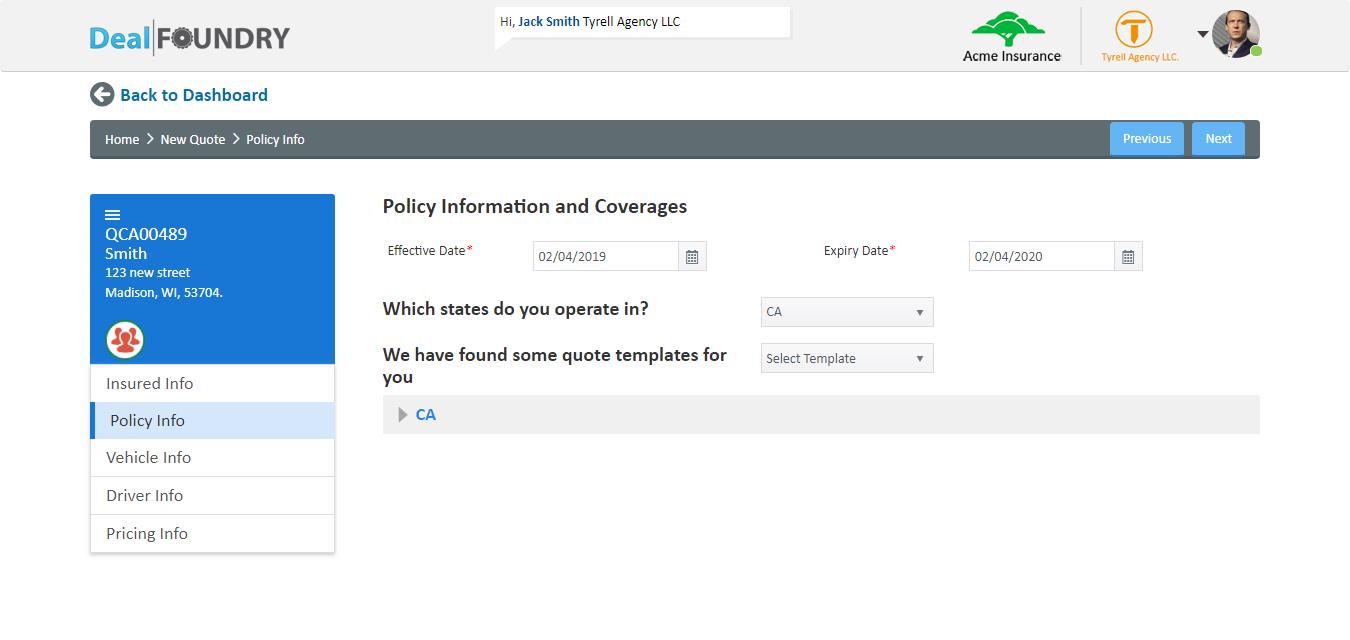 Deal FOUNDRY
Hi, Jack Smith Tyrell Agency LLC
Acme Insurance
Tyrell Agency LLC.
Back to Dashboard
Home > New Quote > Policy Info
Previous
Next
QCA00489
Smith
123 new street
Madison, WI, 53704.
Insured Info
Policy Info
Vehicle Info
Driver Info
Pricing Info
Policy Information and Coverages
Effective Date*
02/04/2019
Expiry Date*
02/04/2020
Which states do you operate in?
CA
We have found some quote templates for
you
Select Template
CA